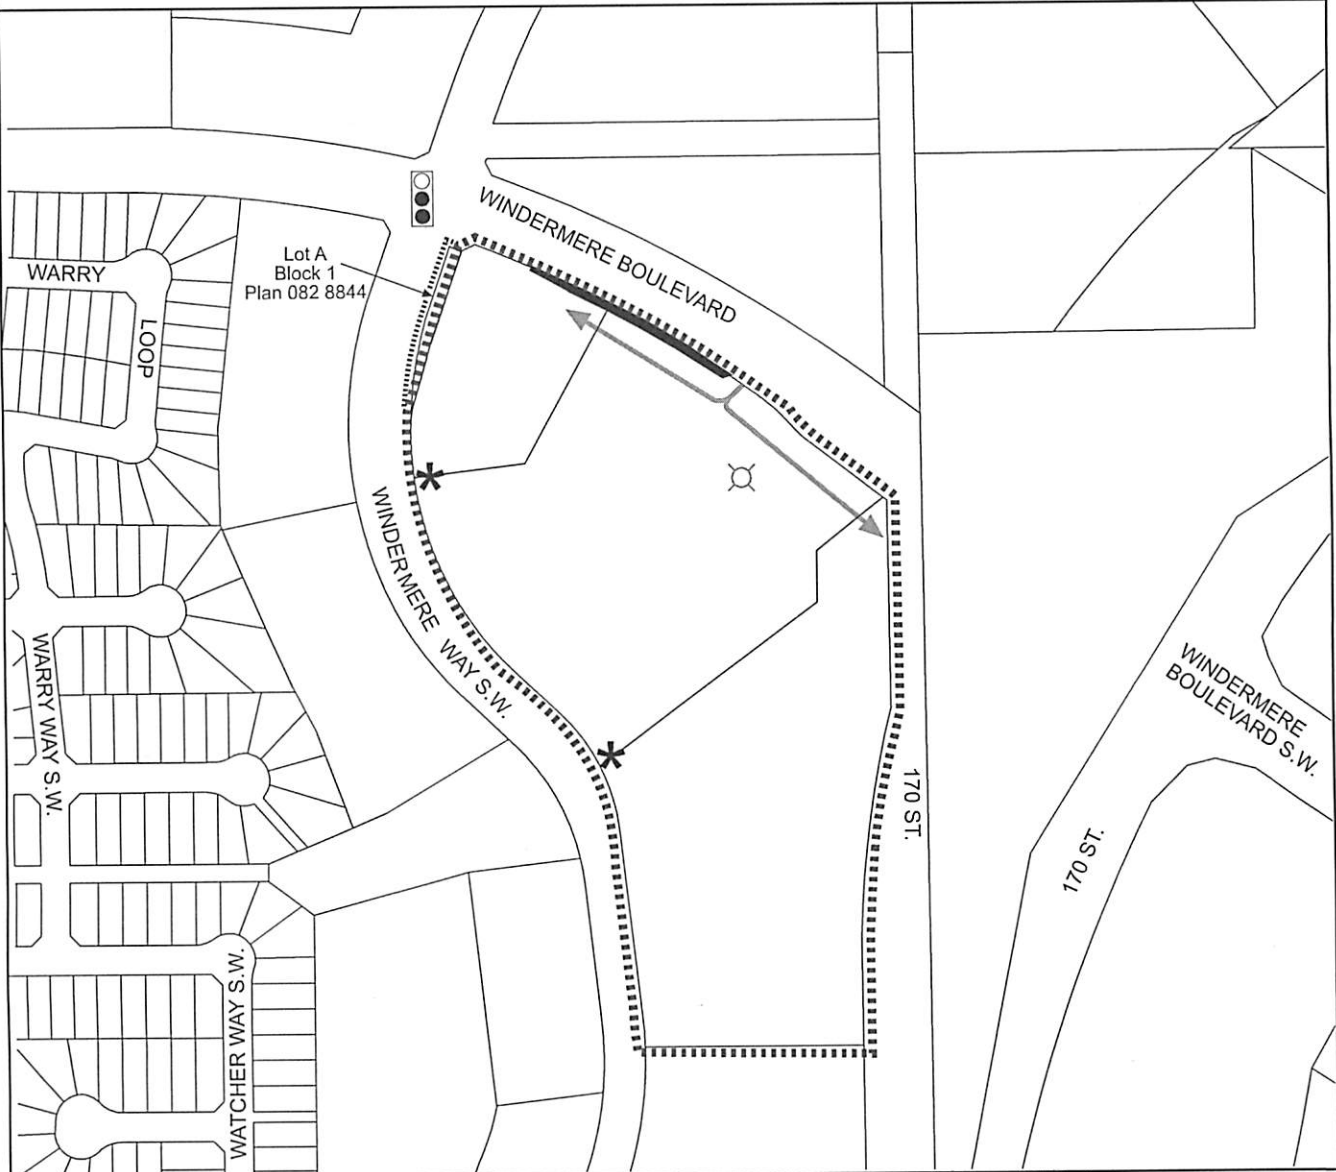 WINDERMERE BOULEVARD
Lot A
Block 1
Plan 082 8844
WARRY
LOOP
WINDERMERE WAY S.W.
WARRY WAY S.W.
WINDERMERE
BOULEVARD S.W.
170 ST.
170 ST.
WATCHER WAY S.W.